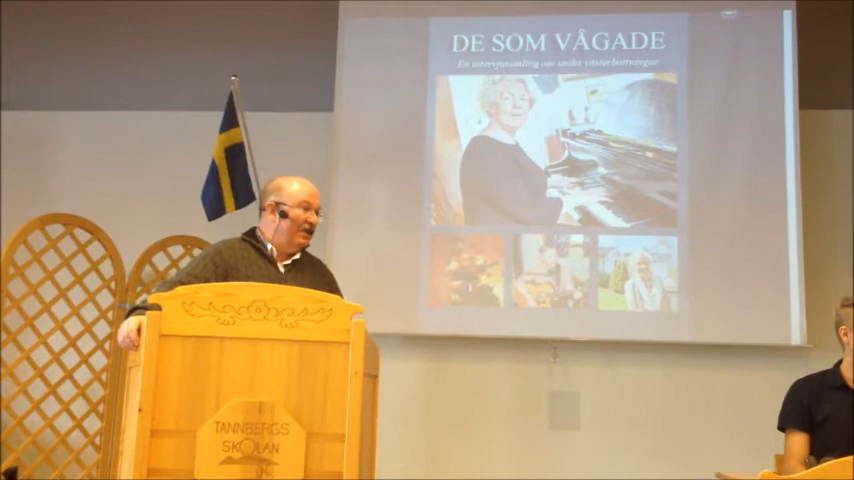 DE SOM VÅGADE
En intervjusamling om unika västerbottningar
TANNBERGS
SKOLAN